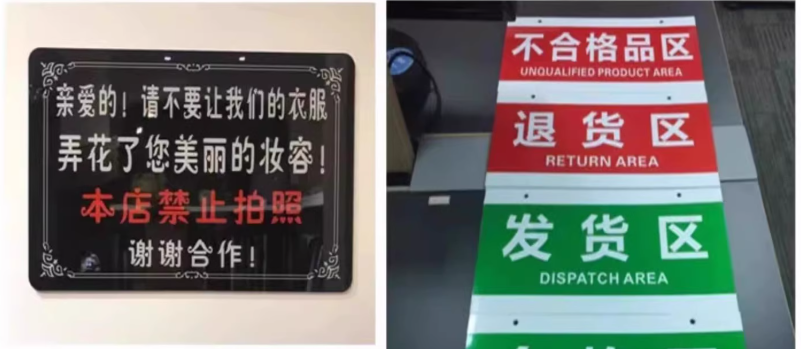 亲爱的！请不要让我们的衣服
弄花了您美丽的妆容！
本店禁止拍照
谢谢合作！
不合格品区
UNQUALIFIED PRODUCT AREA
退货区
RETURN AREA
发货区
DISPATCH AREA